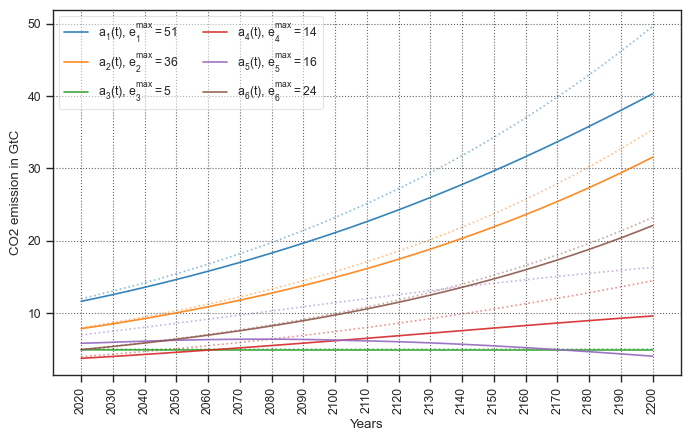 50
40
30
20
10
CO2 emission in GtC
a₁(t), e₁ᵐᵃˣ = 51
a₂(t), e₂ᵐᵃˣ = 36
a₃(t), e₃ᵐᵃˣ = 5
a₄(t), e₄ᵐᵃˣ = 14
a₅(t), e₅ᵐᵃˣ = 16
a₆(t), e₆ᵐᵃˣ = 24
2020 2030 2040 2050 2060 2070 2080 2090 2100 2110 2120 2130 2140 2150 2160 2170 2180 2190 2200
Years